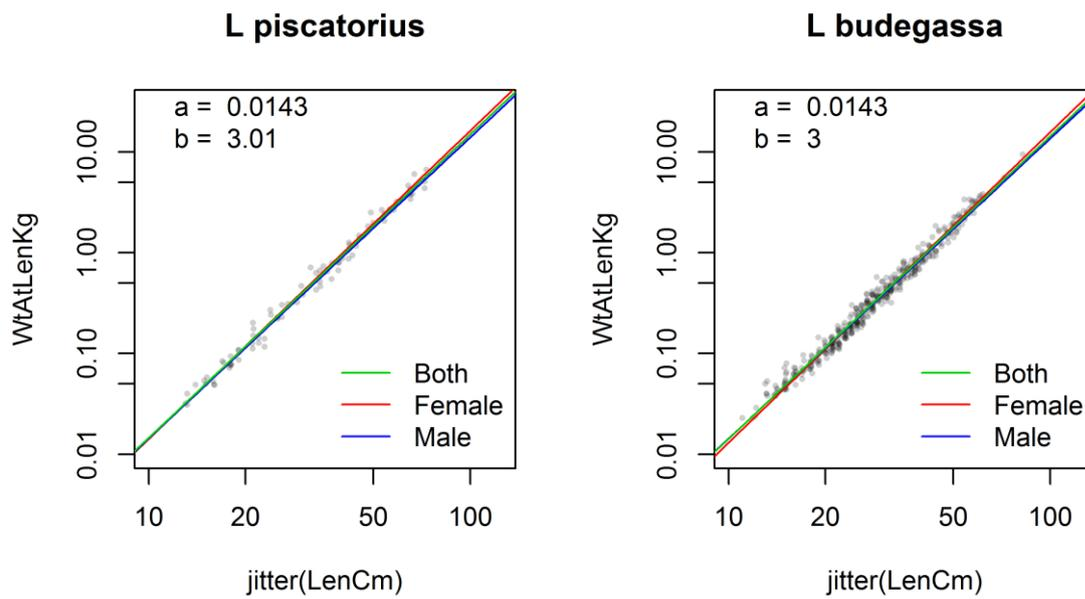 L piscatorius
a = 0.0143
b = 3.01
WtAtLenKg
10.00
1.00
0.10
0.01
Both
Female
Male
10 20 50 100
jitter(LenCm)
L budegassa
a = 0.0143
b = 3
WtAtLenKg
10.00
1.00
0.10
0.01
Both
Female
Male
10 20 50 100
jitter(LenCm)